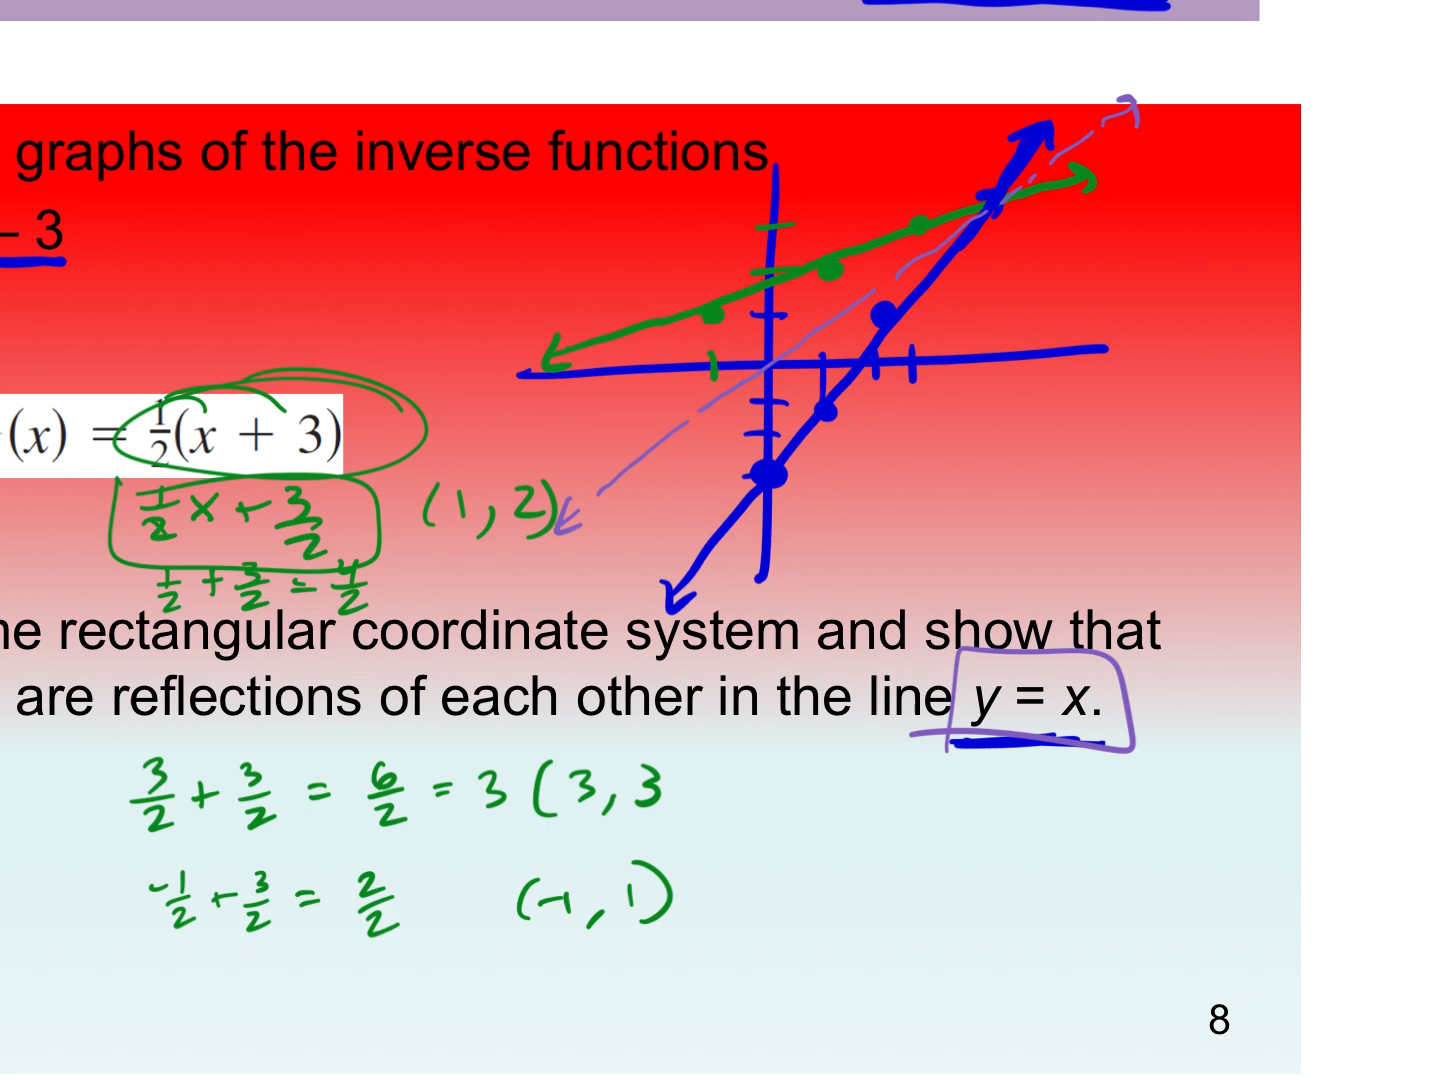 graphs of the inverse functions
– 3
(x) = 1/2(x + 3)
1/2 x + 3/2
(1, 2)
1/2 + 3/2 = 4/2
he rectangular coordinate system and show that
are reflections of each other in the line y = x.
3/2 + 3/2 = 6/2 = 3 (3, 3
-1/2 + 3/2 = 2/2 (-1, 1)
8